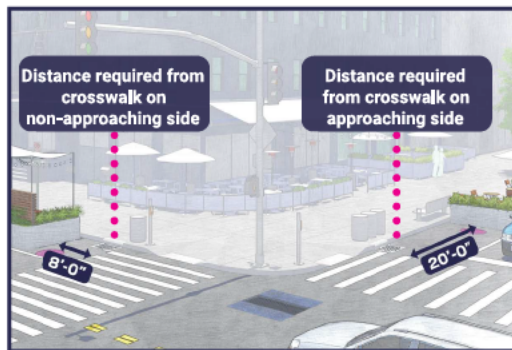 Distance required from
crosswalk on
non-approaching side
Distance required
from crosswalk on
approaching side
8'-0"
20'-0"